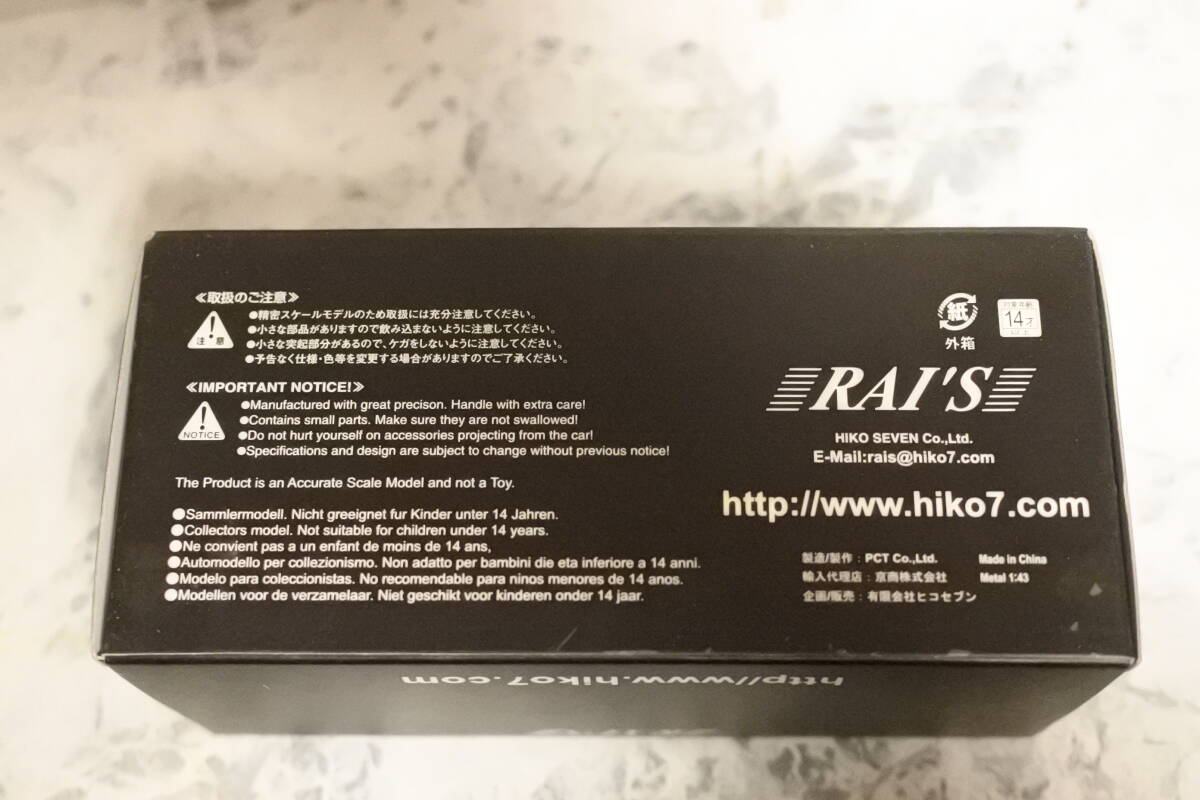 ≪取扱のご注意≫
注意
●精密スケールモデルのため取扱には充分注意してください。
●小さな部品がありますので飲み込まないように注意してください。
●小さな突起部分があるので、ケガをしないように注意してください。
●予告なく仕様・色等を変更する場合がありますのでご了承ください。
≪IMPORTANT NOTICE!≫
NOTICE
●Manufactured with great precison. Handle with extra care!
●Contains small parts. Make sure they are not swallowed!
●Do not hurt yourself on accessories projecting from the car!
●Specifications and design are subject to change without previous notice!
The Product is an Accurate Scale Model and not a Toy.
●Sammlermodell. Nicht greeignet fur Kinder unter 14 Jahren.
●Collectors model. Not suitable for children under 14 years.
●Ne convient pas a un enfant de moins de 14 ans,
●Automodello per collezionismo. Non adatto per bambini die eta inferiore a 14 anni.
●Modelo para coleccionistas. No recomendable para ninos menores de 14 anos.
●Modellen voor de verzamelaar. Niet geschikt voor kinderen onder 14 jaar.
紙
外箱
対象年齢
14才
以上
RAI'S
HIKO SEVEN Co.,Ltd.
E-Mail:rais@hiko7.com
http://www.hiko7.com
製造/製作：PCT Co.,Ltd. Made in China
輸入代理店：京商株式会社 Metal 1:43
企画/販売：有限会社ヒコセブン
http//www.hiko7.com